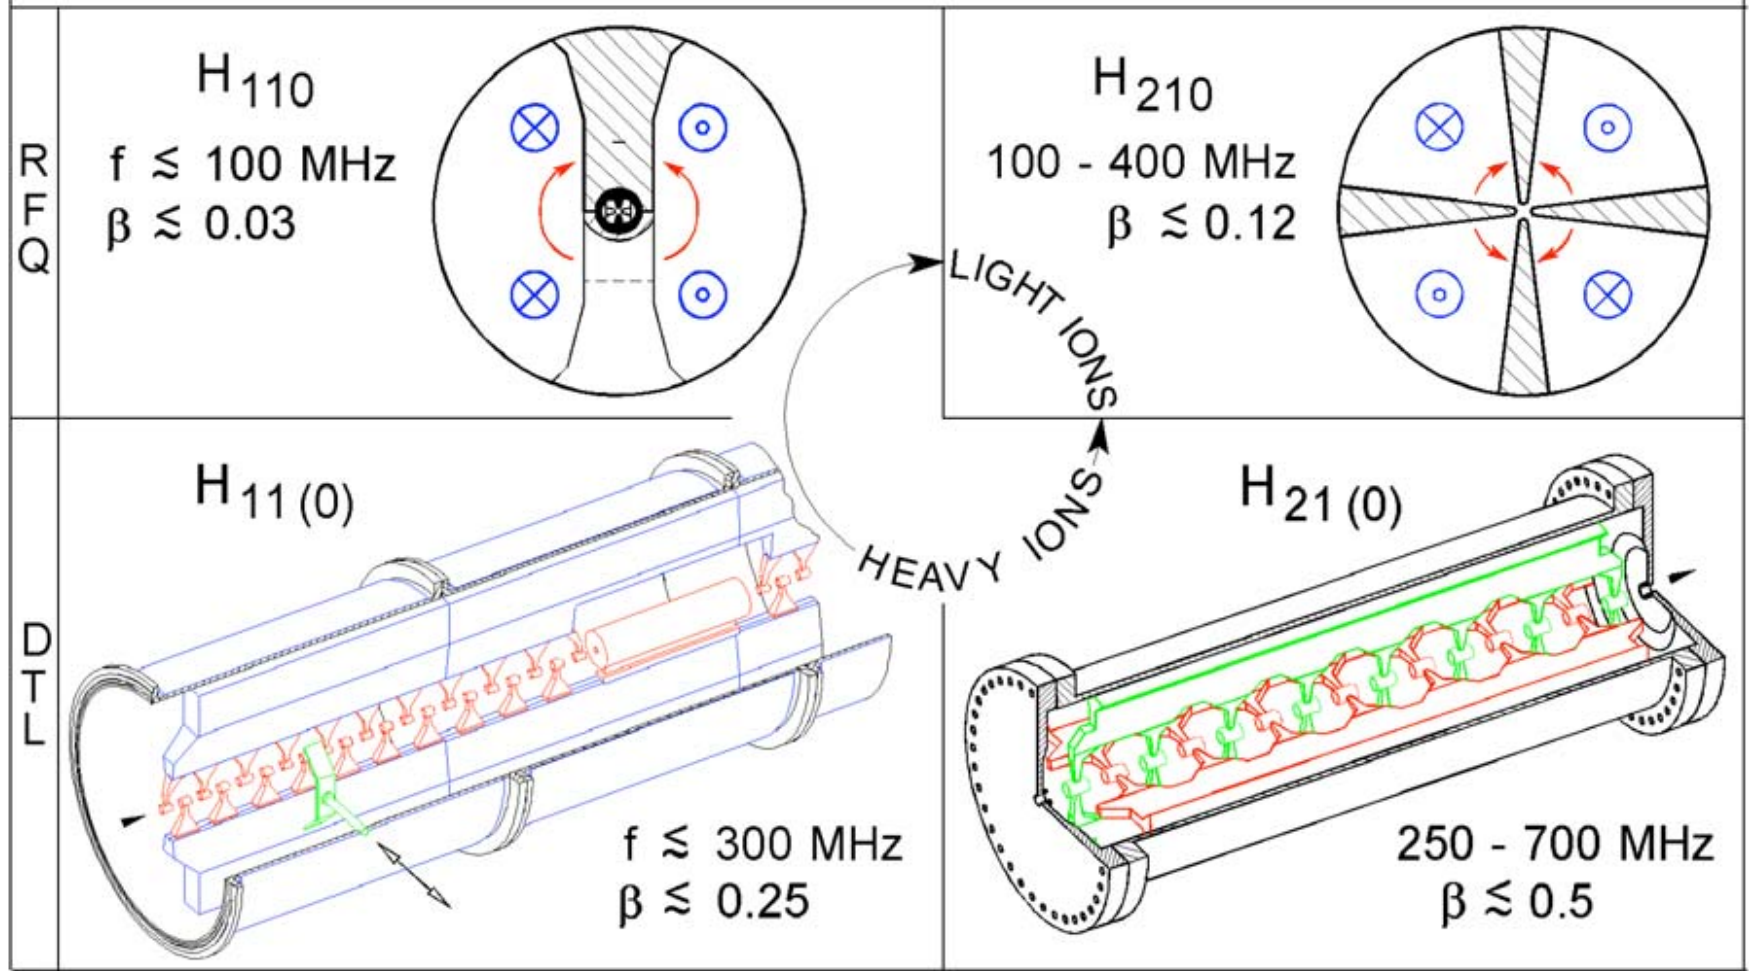 RFQ
H110
f ≲ 100 MHz
β ≲ 0.03
H210
100 - 400 MHz
β ≲ 0.12
LIGHT IONS
HEAVY IONS
DTL
H11 (0)
f ≲ 300 MHz
β ≲ 0.25
H21 (0)
250 - 700 MHz
β ≲ 0.5